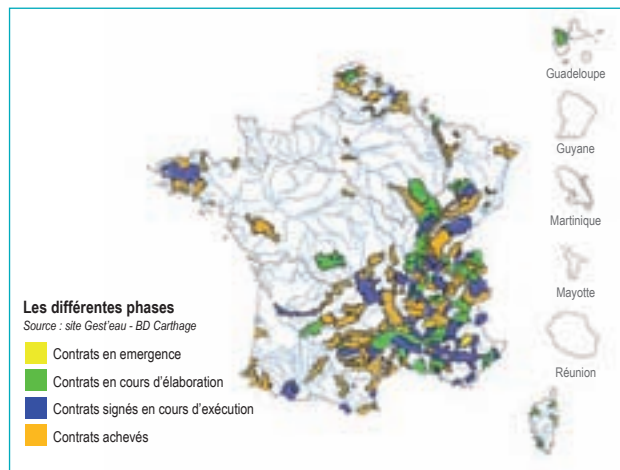 Guadeloupe
Guyane
Martinique
Mayotte
Réunion
Les différentes phases
Source : site Gest'eau - BD Carthage
Contrats en emergence
Contrats en cours d'élaboration
Contrats signés en cours d'exécution
Contrats achevés